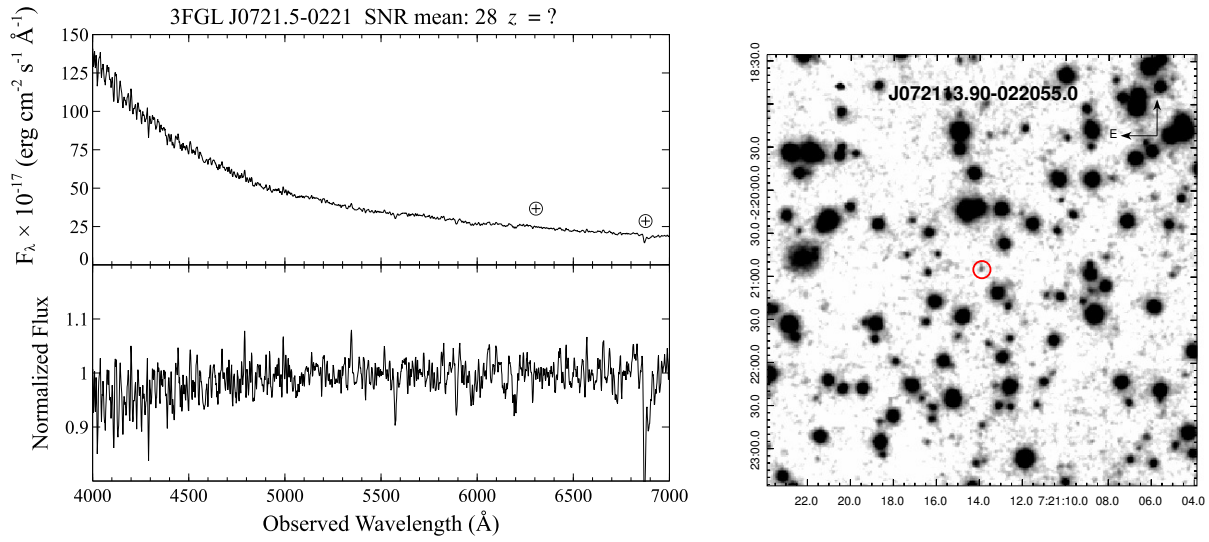 3FGL J0721.5-0221 SNR mean: 28 z = ?
150
125
100
75
50
25
0
F_λ × 10⁻¹⁷ (erg cm⁻² s⁻¹ Å⁻¹)
1.1
1
0.9
Normalized Flux
4000 4500 5000 5500 6000 6500 7000
Observed Wavelength (Å)
J072113.90-022055.0
E
18:30.0
30.0
-2:20:00.0
30.0
21:00.0
30.0
22:00.0
30.0
23:00.0
22.0 20.0 18.0 16.0 14.0 12.0 7:21:10.0 08.0 06.0 04.0